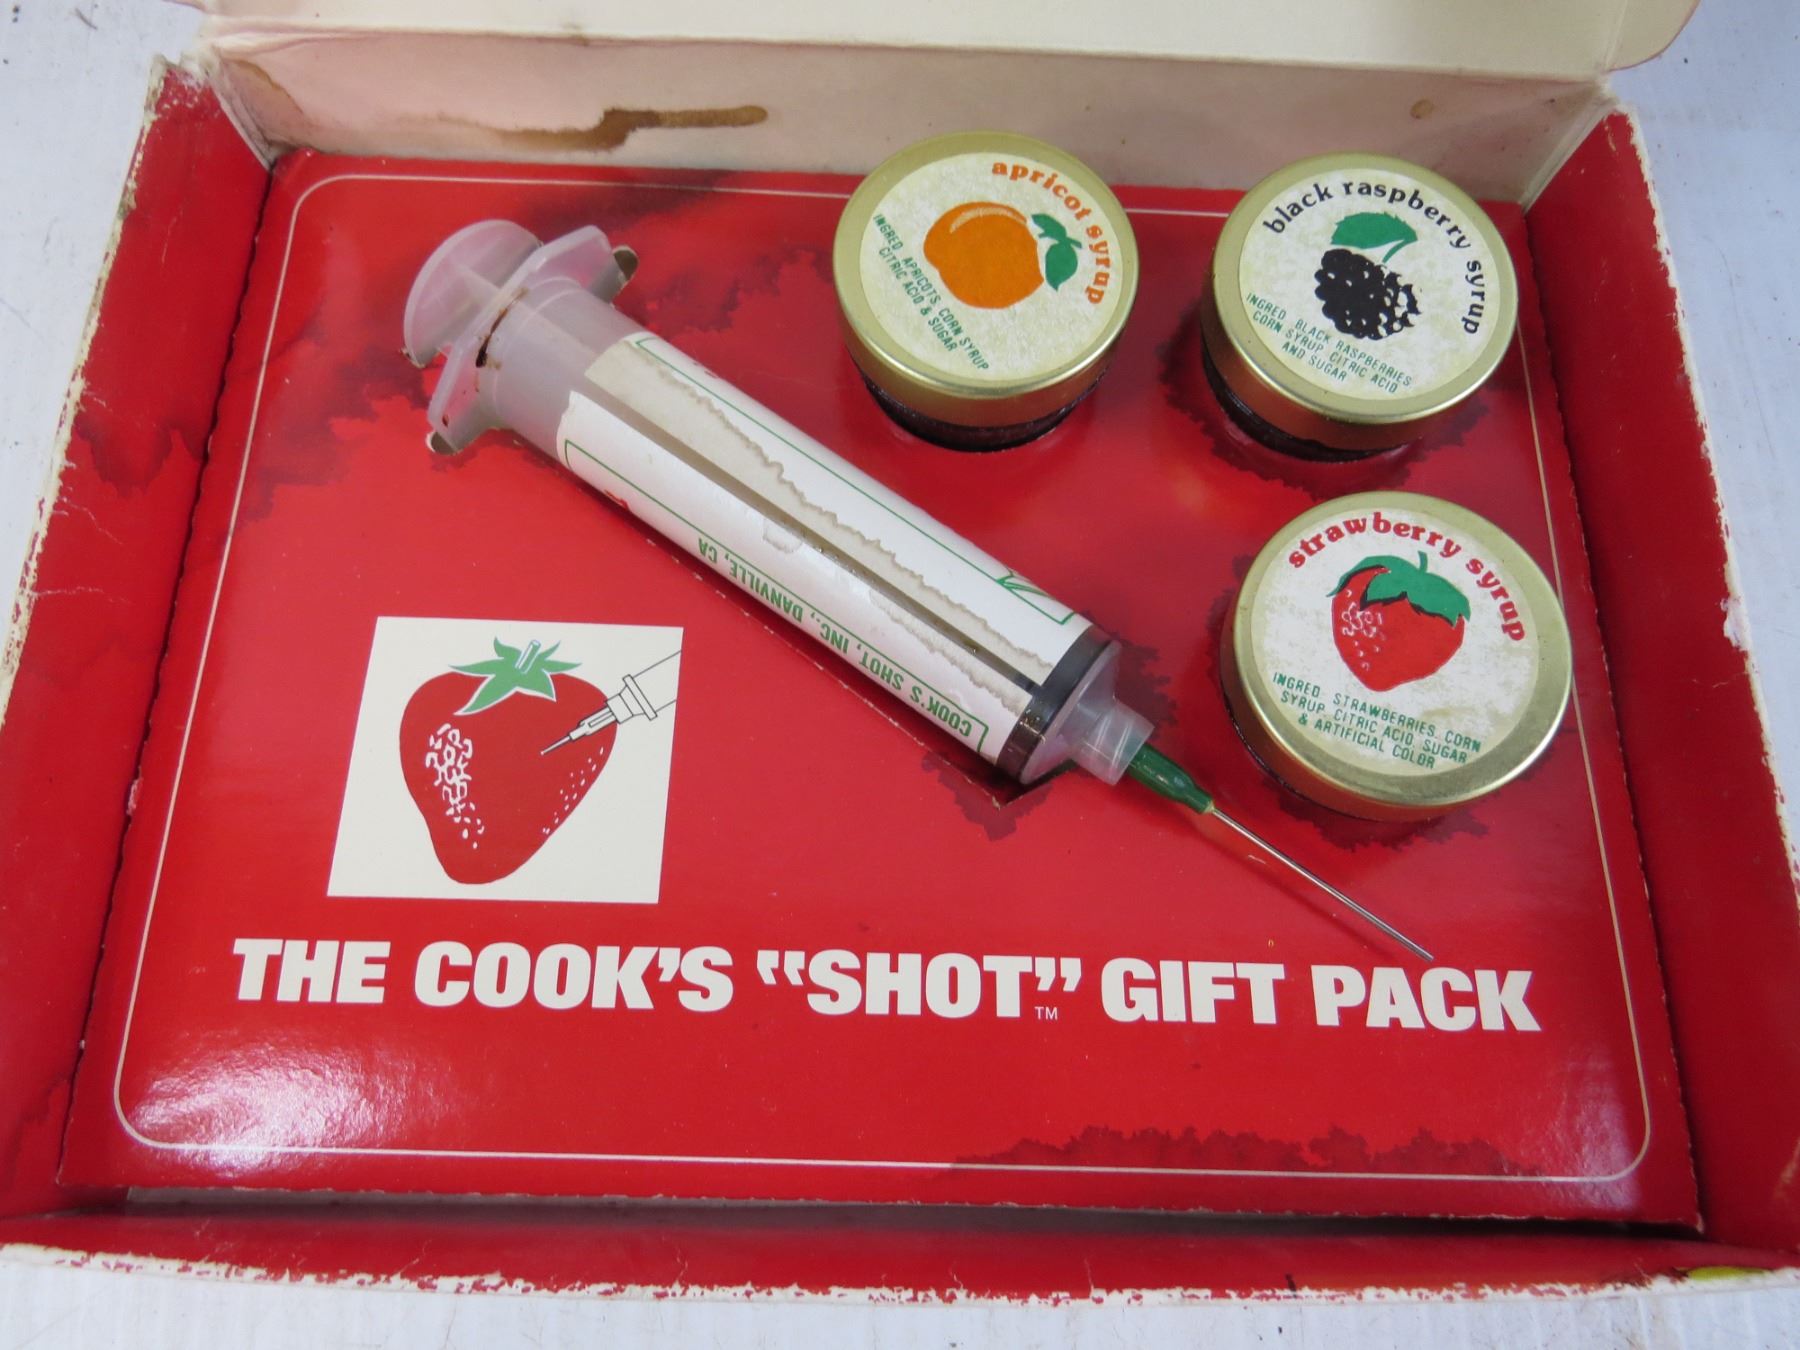 apricot syrup
INGRED APRICOTS, CORN SYRUP
CITRIC ACID & SUGAR
black raspberry syrup
INGRED BLACK RASPBERRIES
CORN SYRUP CITRIC ACID
AND SUGAR
strawberry syrup
INGRED STRAWBERRIES, CORN
SYRUP CITRIC ACID, SUGAR
& ARTIFICIAL COLOR
COOK'S SHOT, INC., DANVILLE, CA
THE COOK'S "SHOT"™ GIFT PACK